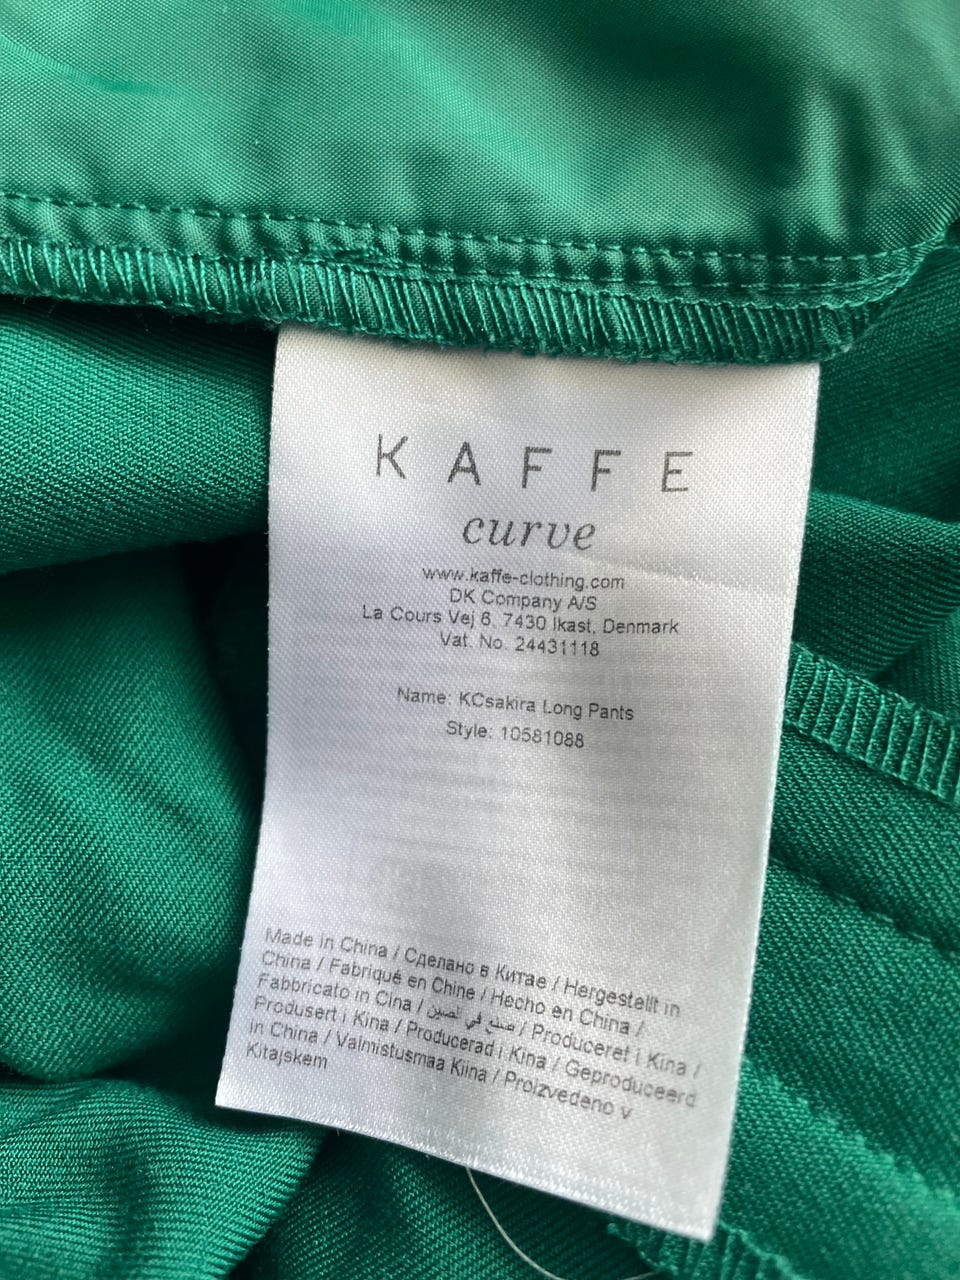 KAFFE
curve
www.kaffe-clothing.com
DK Company A/S
La Cours Vej 6, 7430 Ikast, Denmark
Vat. No. 24431118
Name: KCsakira Long Pants
Style: 10581088
Made in China / Сделано в Китае / Hergestellt in
China / Fabriqué en Chine / Hecho en China /
Fabbricato in Cina / صنع في الصين / Produceret i Kina /
Produsert i Kina / Producerad i Kina / Geproduceerd
in China / Valmistusmaa Kiina / Proizvedeno v
Kitajskem